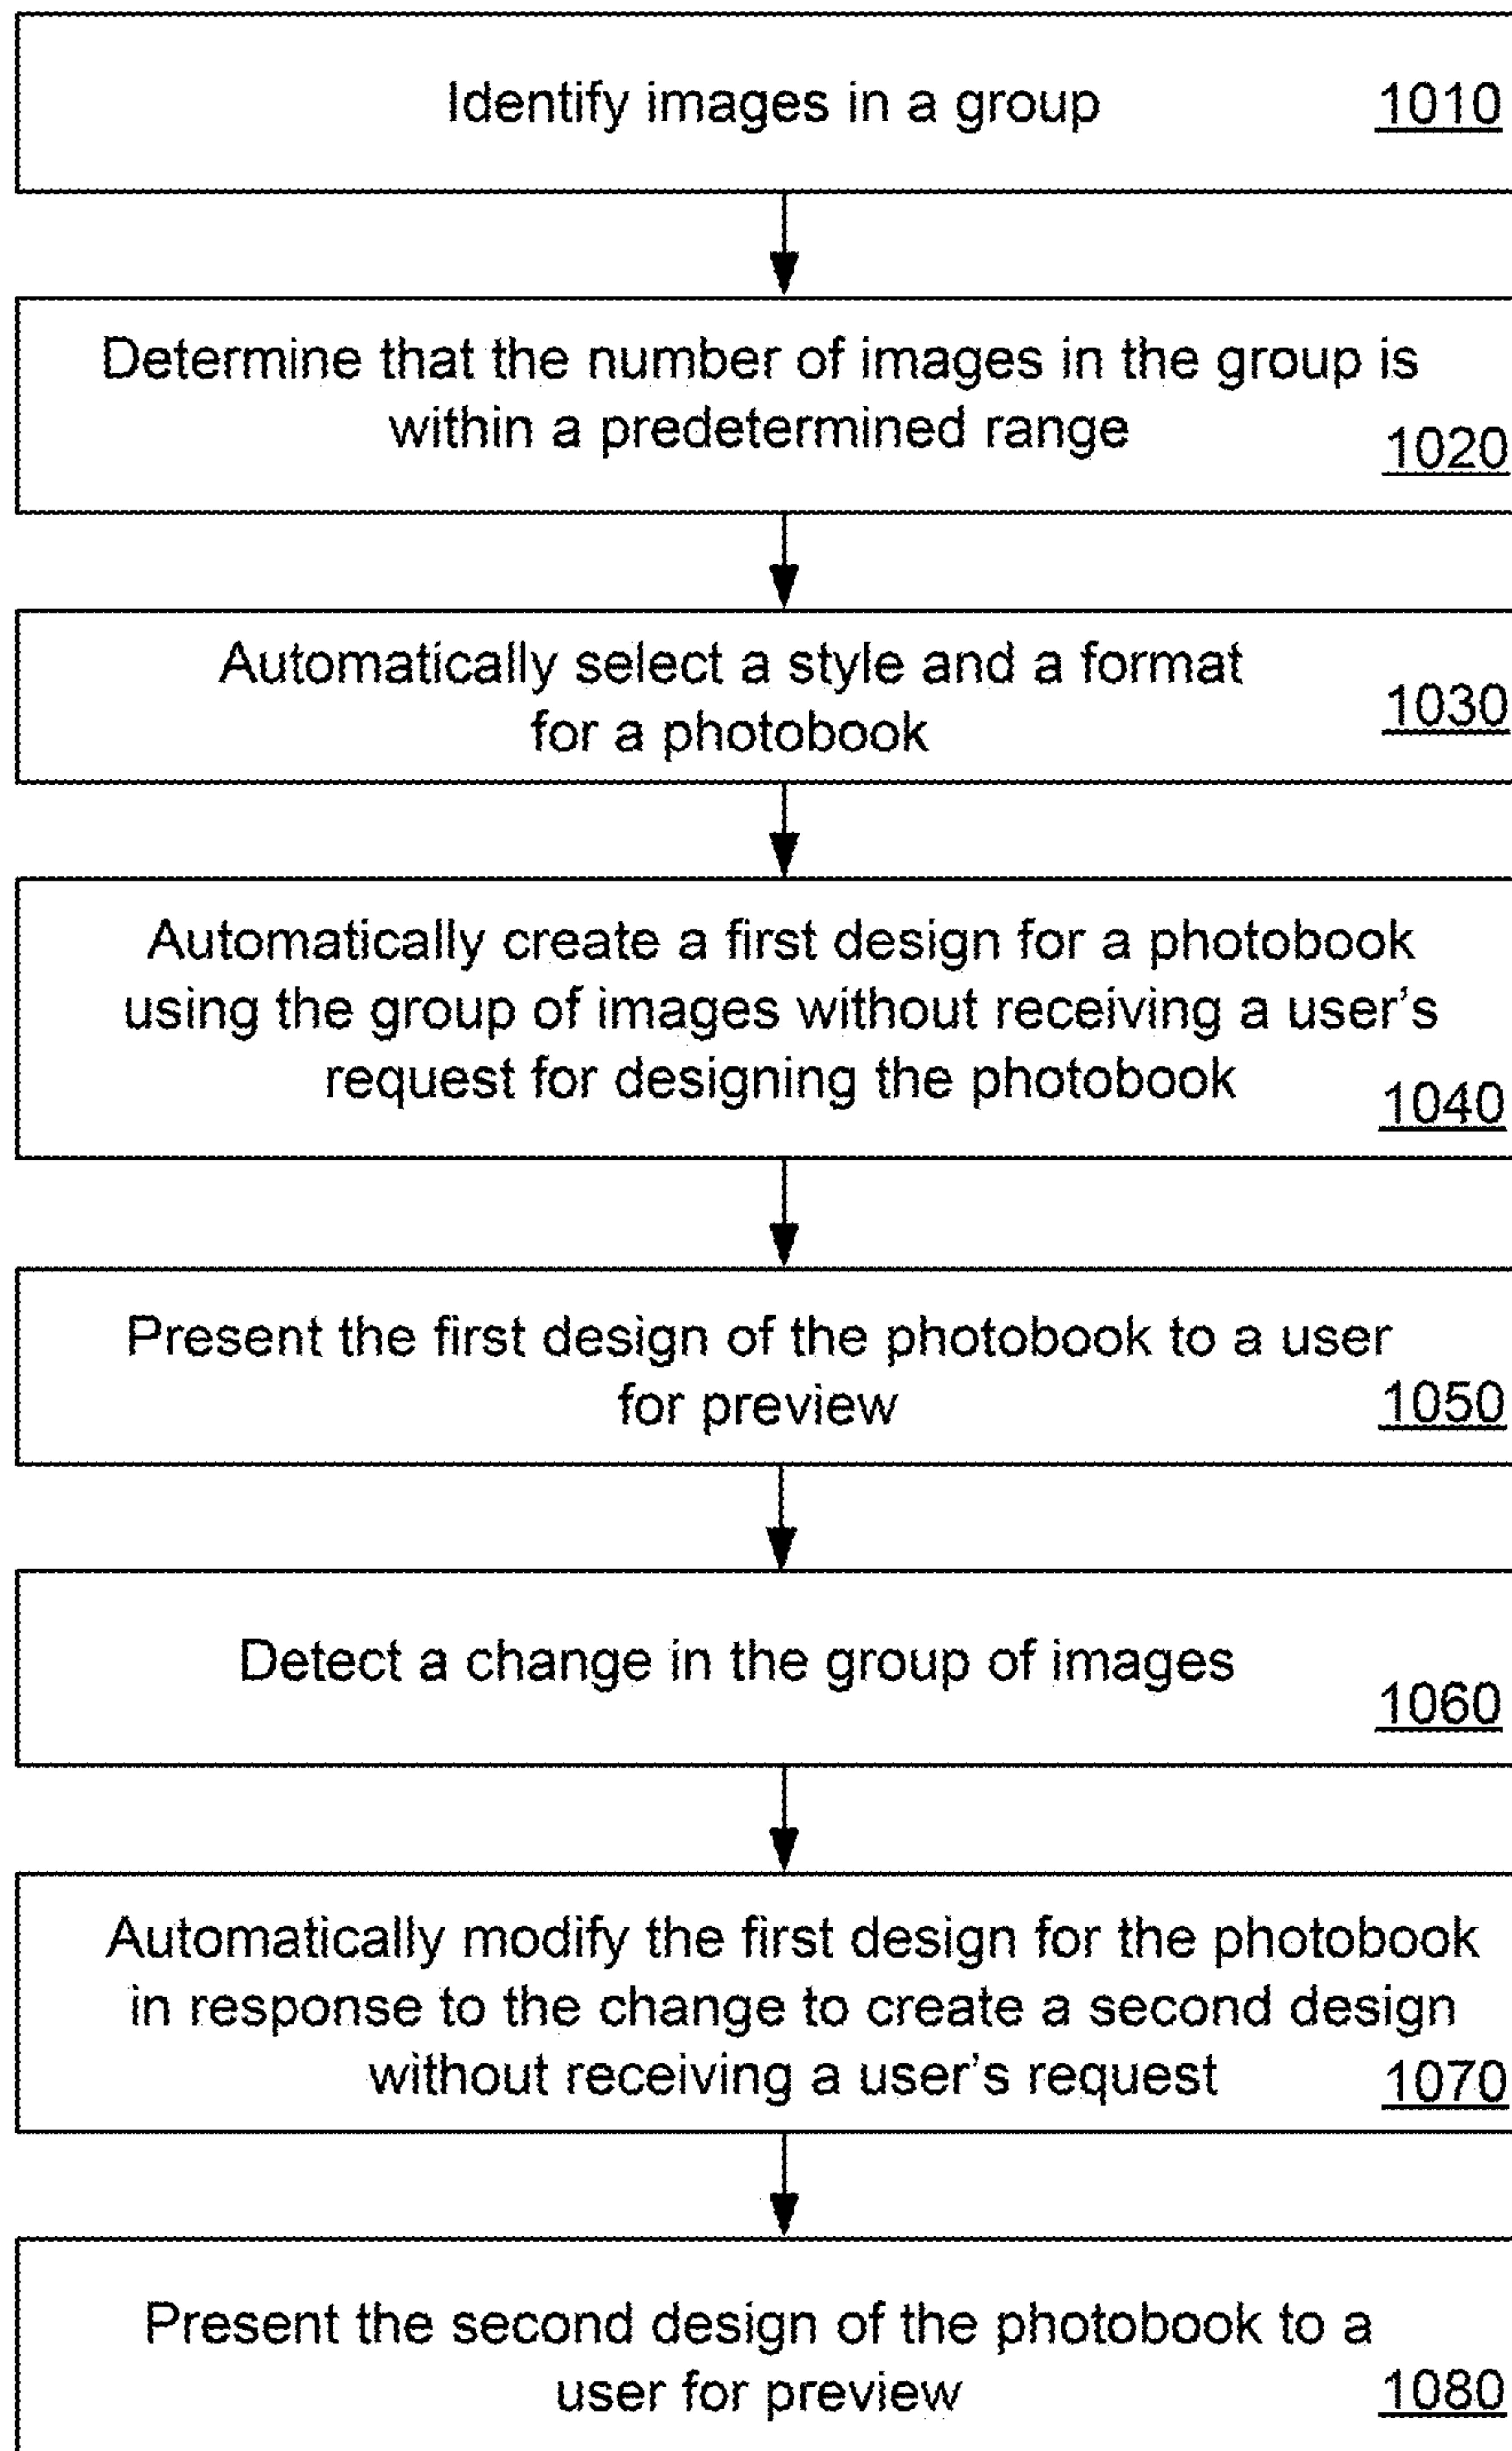 Identify images in a group 1010
Determine that the number of images in the group is
within a predetermined range
1020
Automatically select a style and a format
1030
for a photobook
Automatically create a first design for a photobook
using the group of images without receiving a user's
request for designing the photobook
1040
Present the first design of the photobook to a user
for preview 1050
Detect a change in the group of images
1060
Automatically modify the first design for the photobook
in response to the change to create a second design
without receiving a user's request 1070
Present the second design of the photobook to a
user for preview 1080